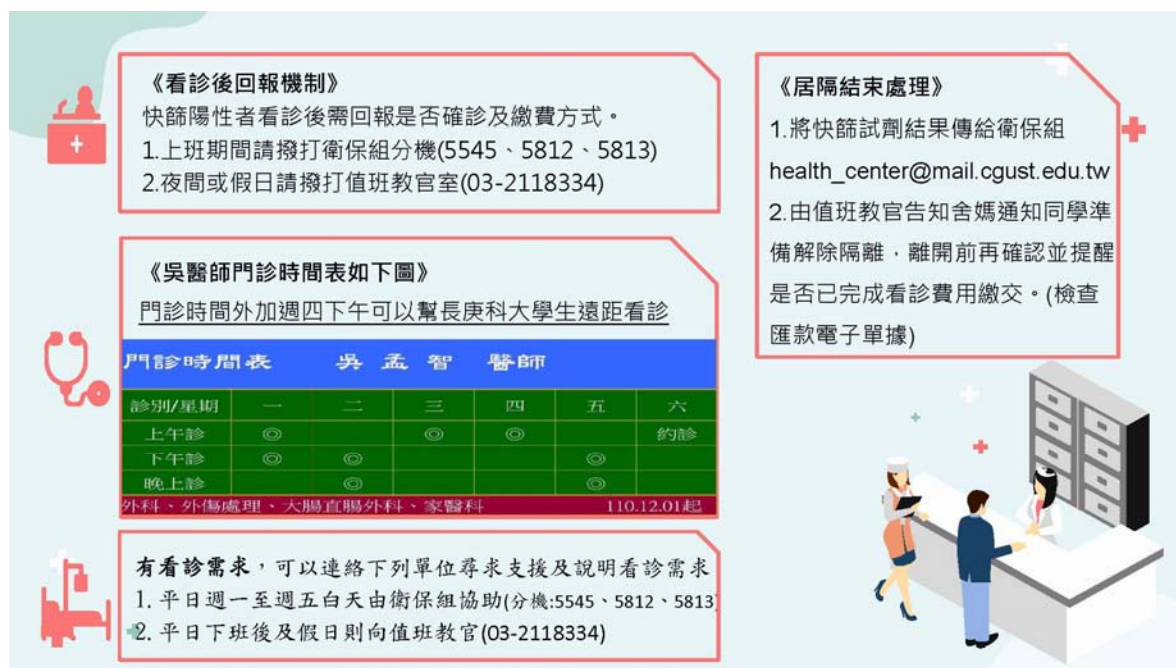 《看診後回報機制》
快篩陽性者看診後需回報是否確診及繳費方式。
1.上班期間請撥打衛保組分機(5545、5812、5813)
2.夜間或假日請撥打值班教官室(03-2118334)
《吳醫師門診時間表如下圖》
門診時間外加週四下午可以幫長庚科大學生遠距看診
門診時間表 吳孟智 醫師
診別/星期 一 二 三 四 五 六
上午診 ◎ ◎ ◎ 約診
下午診 ◎ ◎ ◎
晚上診 ◎ ◎
外科、外傷處理、大腸直腸外科、家醫科 110.12.01起
有看診需求，可以連絡下列單位尋求支援及說明看診需求
1. 平日週一至週五白天由衛保組協助(分機:5545、5812、5813)
2. 平日下班後及假日則向值班教官(03-2118334)
《居隔結束處理》
1.將快篩試劑結果傳給衛保組
health_center@mail.cgust.edu.tw
2.由值班教官告知舍媽通知同學準
備解除隔離，離開前再確認並提醒
是否已完成看診費用繳交。(檢查
匯款電子單據)